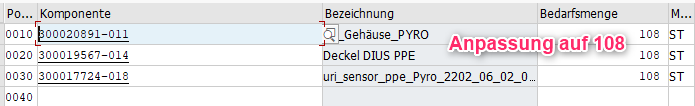 Po... Komponente Bezeichnung Bedarfsmenge M...
0010 300020891-011 _Gehäuse_PYRO 108 ST
Anpassung auf 108
0020 300019567-014 Deckel DIUS PPE 108 ST
0030 300017724-018 uri_sensor_ppe_Pyro_2202_06_02_0... 108 ST
0040